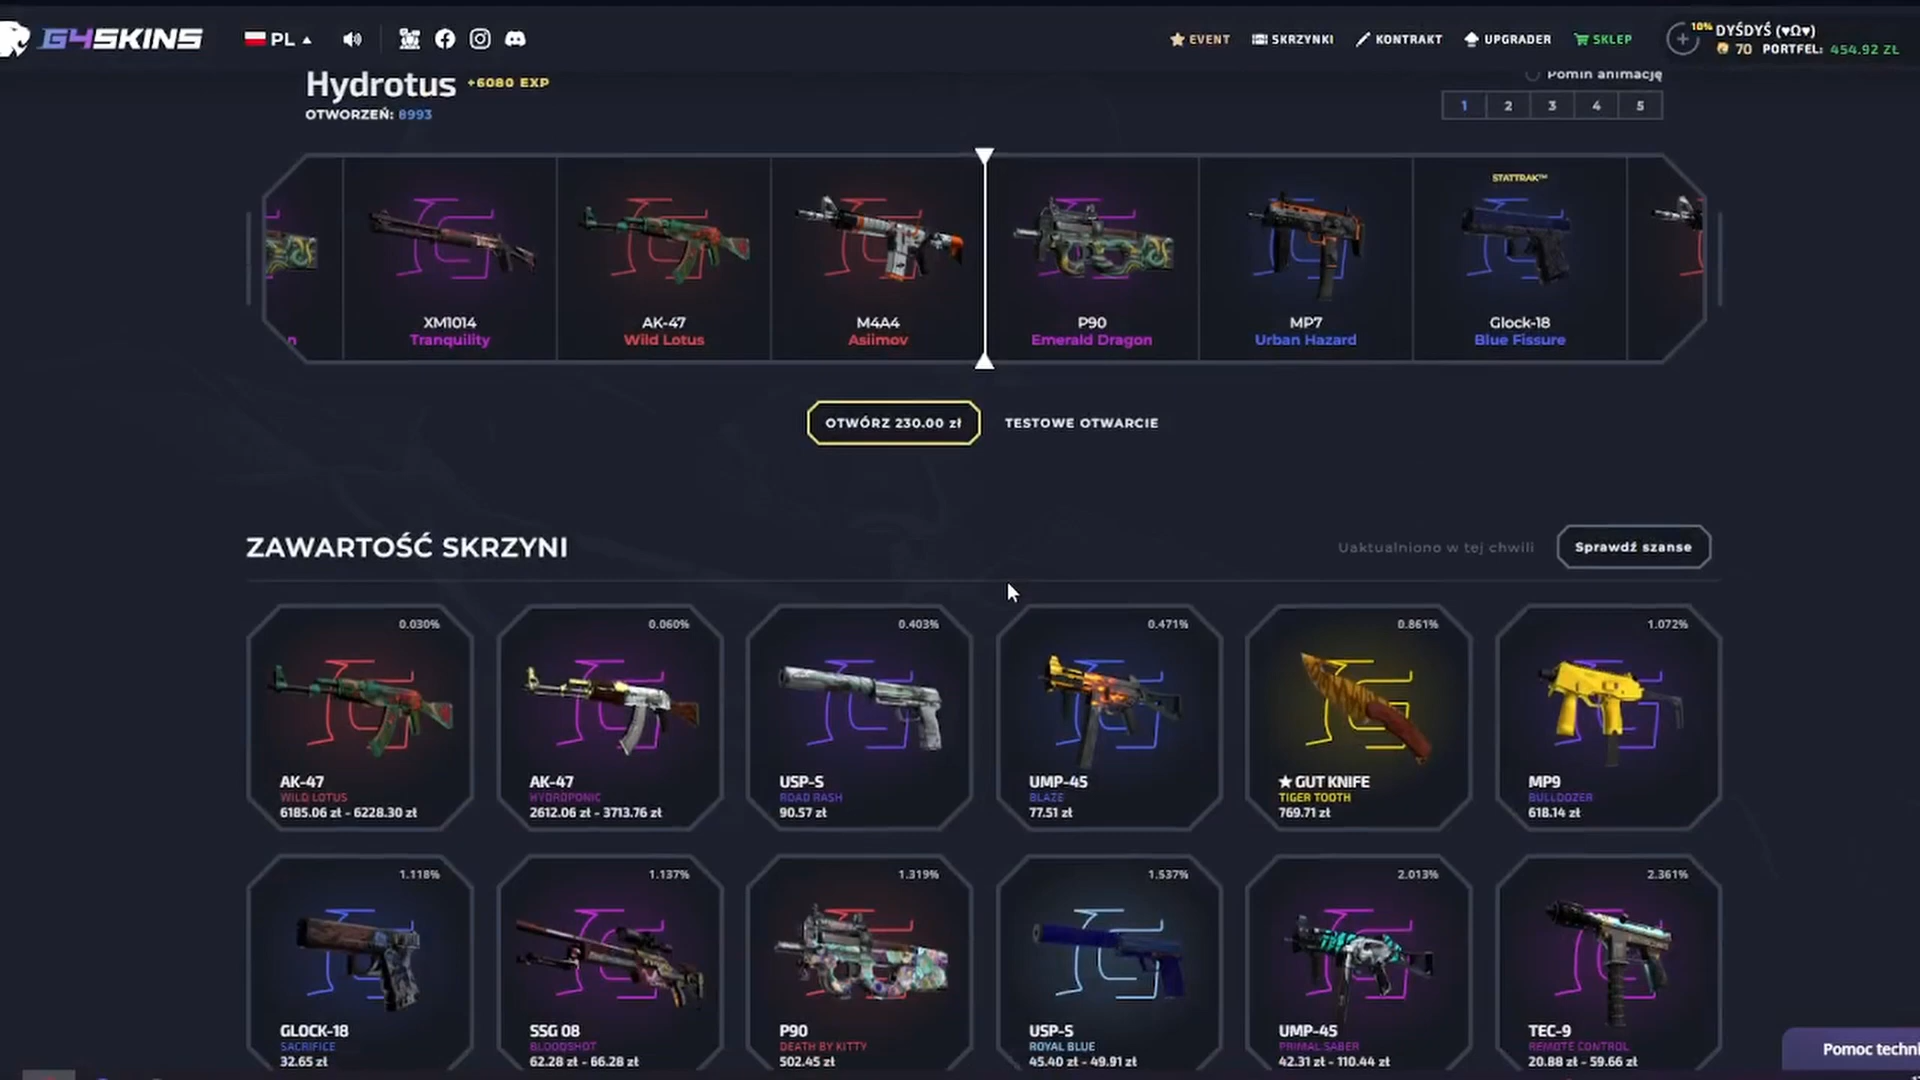 G4SKINS
PL
EVENT
SKRZYNKI
KONTRAKT
UPGRADER
SKLEP
10%
DYŚDYŚ (♥Ω♥)
70 PORTFEL: 454.92 ZŁ
Hydrotus +6080 EXP
OTWORZEŃ: 8993
Pomiń animację
1 2 3 4 5
STATTRAK™
n
XM1014
Tranquility
AK-47
Wild Lotus
M4A4
Asiimov
P90
Emerald Dragon
MP7
Urban Hazard
Glock-18
Blue Fissure
OTWÓRZ 230.00 zł
TESTOWE OTWARCIE
ZAWARTOŚĆ SKRZYNI
Uaktualniono w tej chwili
Sprawdź szanse
0.030%
AK-47
WILD LOTUS
6185.06 zł - 6228.30 zł
0.060%
AK-47
HYDROPONIC
2612.06 zł - 3713.76 zł
0.403%
USP-S
ROAD RASH
90.57 zł
0.471%
UMP-45
BLAZE
77.51 zł
0.861%
★ GUT KNIFE
TIGER TOOTH
769.71 zł
1.072%
MP9
BULLDOZER
618.14 zł
1.118%
GLOCK-18
SACRIFICE
32.65 zł
1.137%
SSG 08
BLOODSHOT
62.28 zł - 66.28 zł
1.319%
P90
DEATH BY KITTY
502.45 zł
1.537%
USP-S
ROYAL BLUE
45.40 zł - 49.91 zł
2.013%
UMP-45
PRIMAL SABER
42.31 zł - 110.44 zł
2.361%
TEC-9
REMOTE CONTROL
20.88 zł - 59.66 zł
Pomoc techni